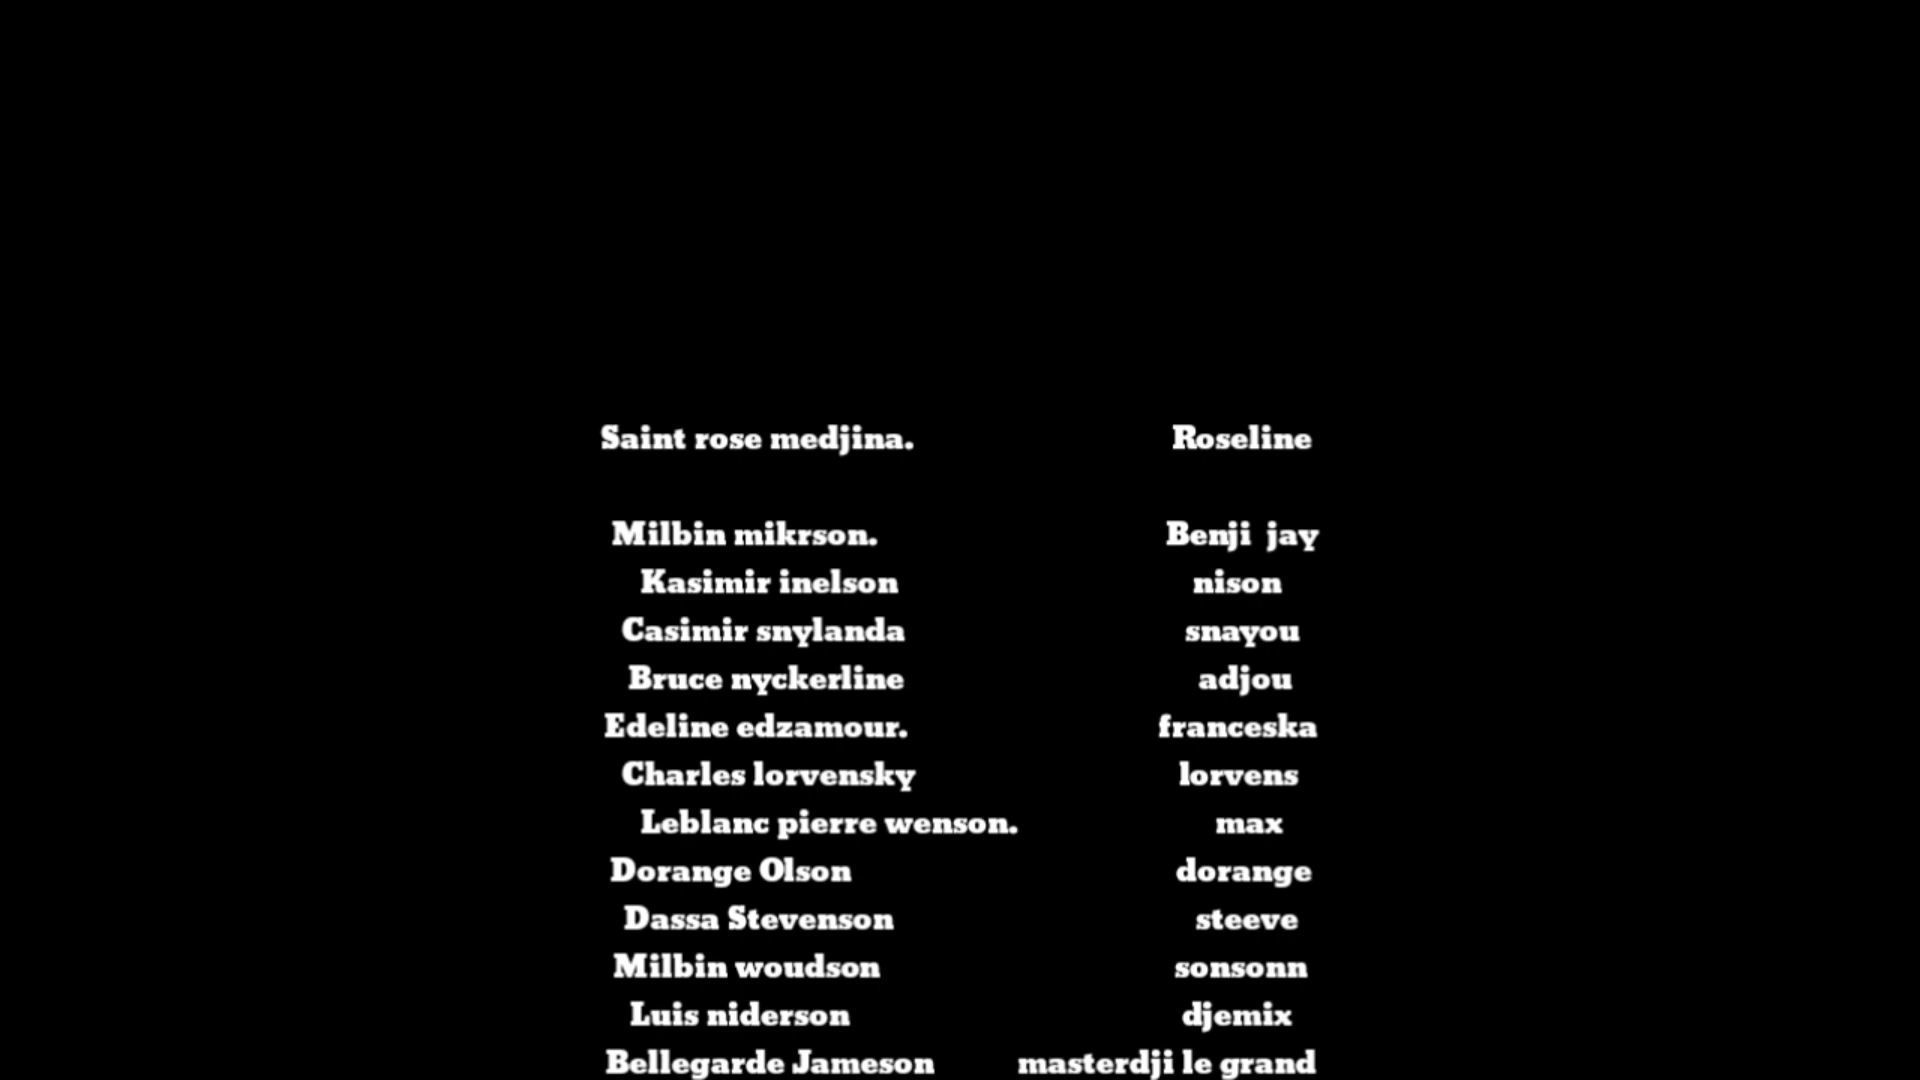 Saint rose medjina. Roseline
Milbin mikrson. Benji jay
Kasimir inelson nison
Casimir snylanda snayou
Bruce nyckerline adjou
Edeline edzamour. franceska
Charles lorvensky lorvens
Leblanc pierre wenson. max
Dorange Olson dorange
Dassa Stevenson steeve
Milbin woudson sonsonn
Luis niderson djemix
Bellegarde Jameson masterdji le grand